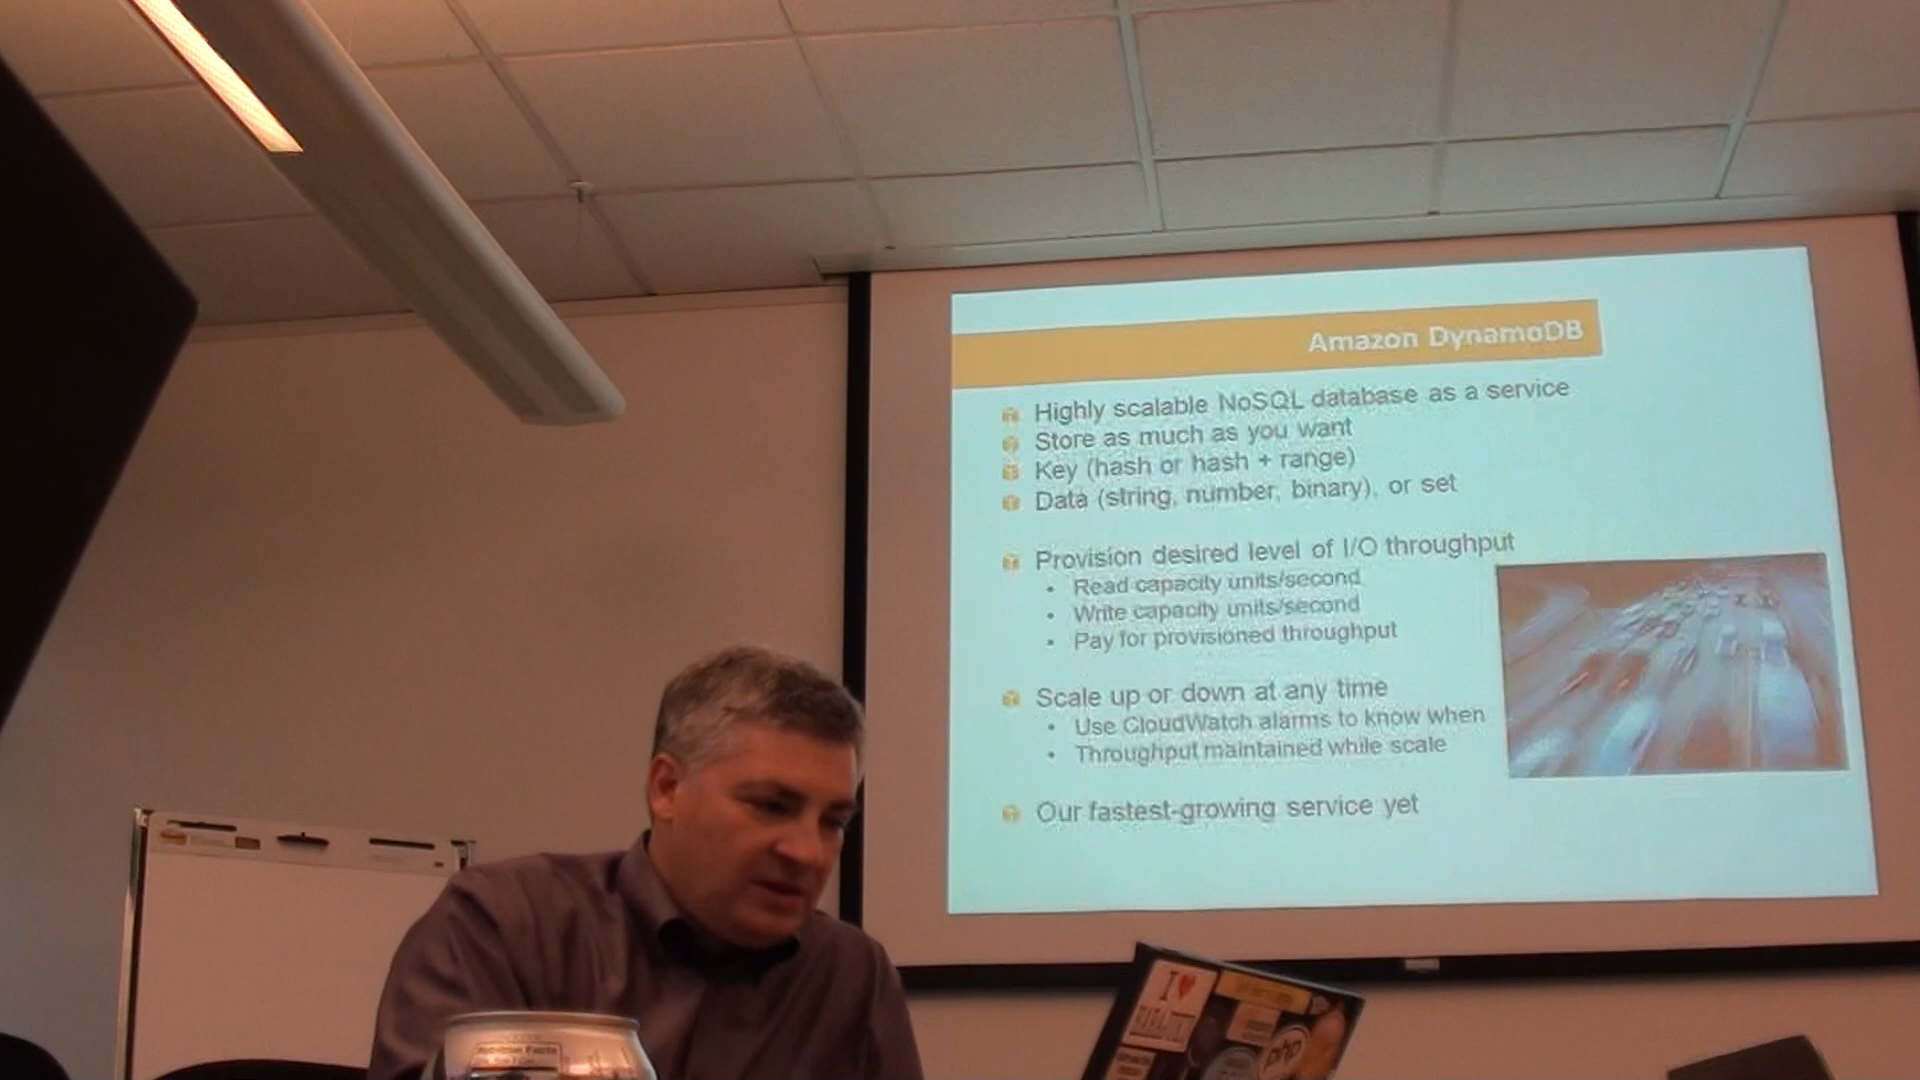 Amazon DynamoDB
Highly scalable NoSQL database as a service
Store as much as you want
Key (hash or hash + range)
Data (string, number, binary), or set
Provision desired level of I/O throughput
Read capacity units/second
Write capacity units/second
Pay for provisioned throughput
Scale up or down at any time
Use CloudWatch alarms to know when
Throughput maintained while scale
Our fastest-growing service yet
I
php
Nutrition Facts